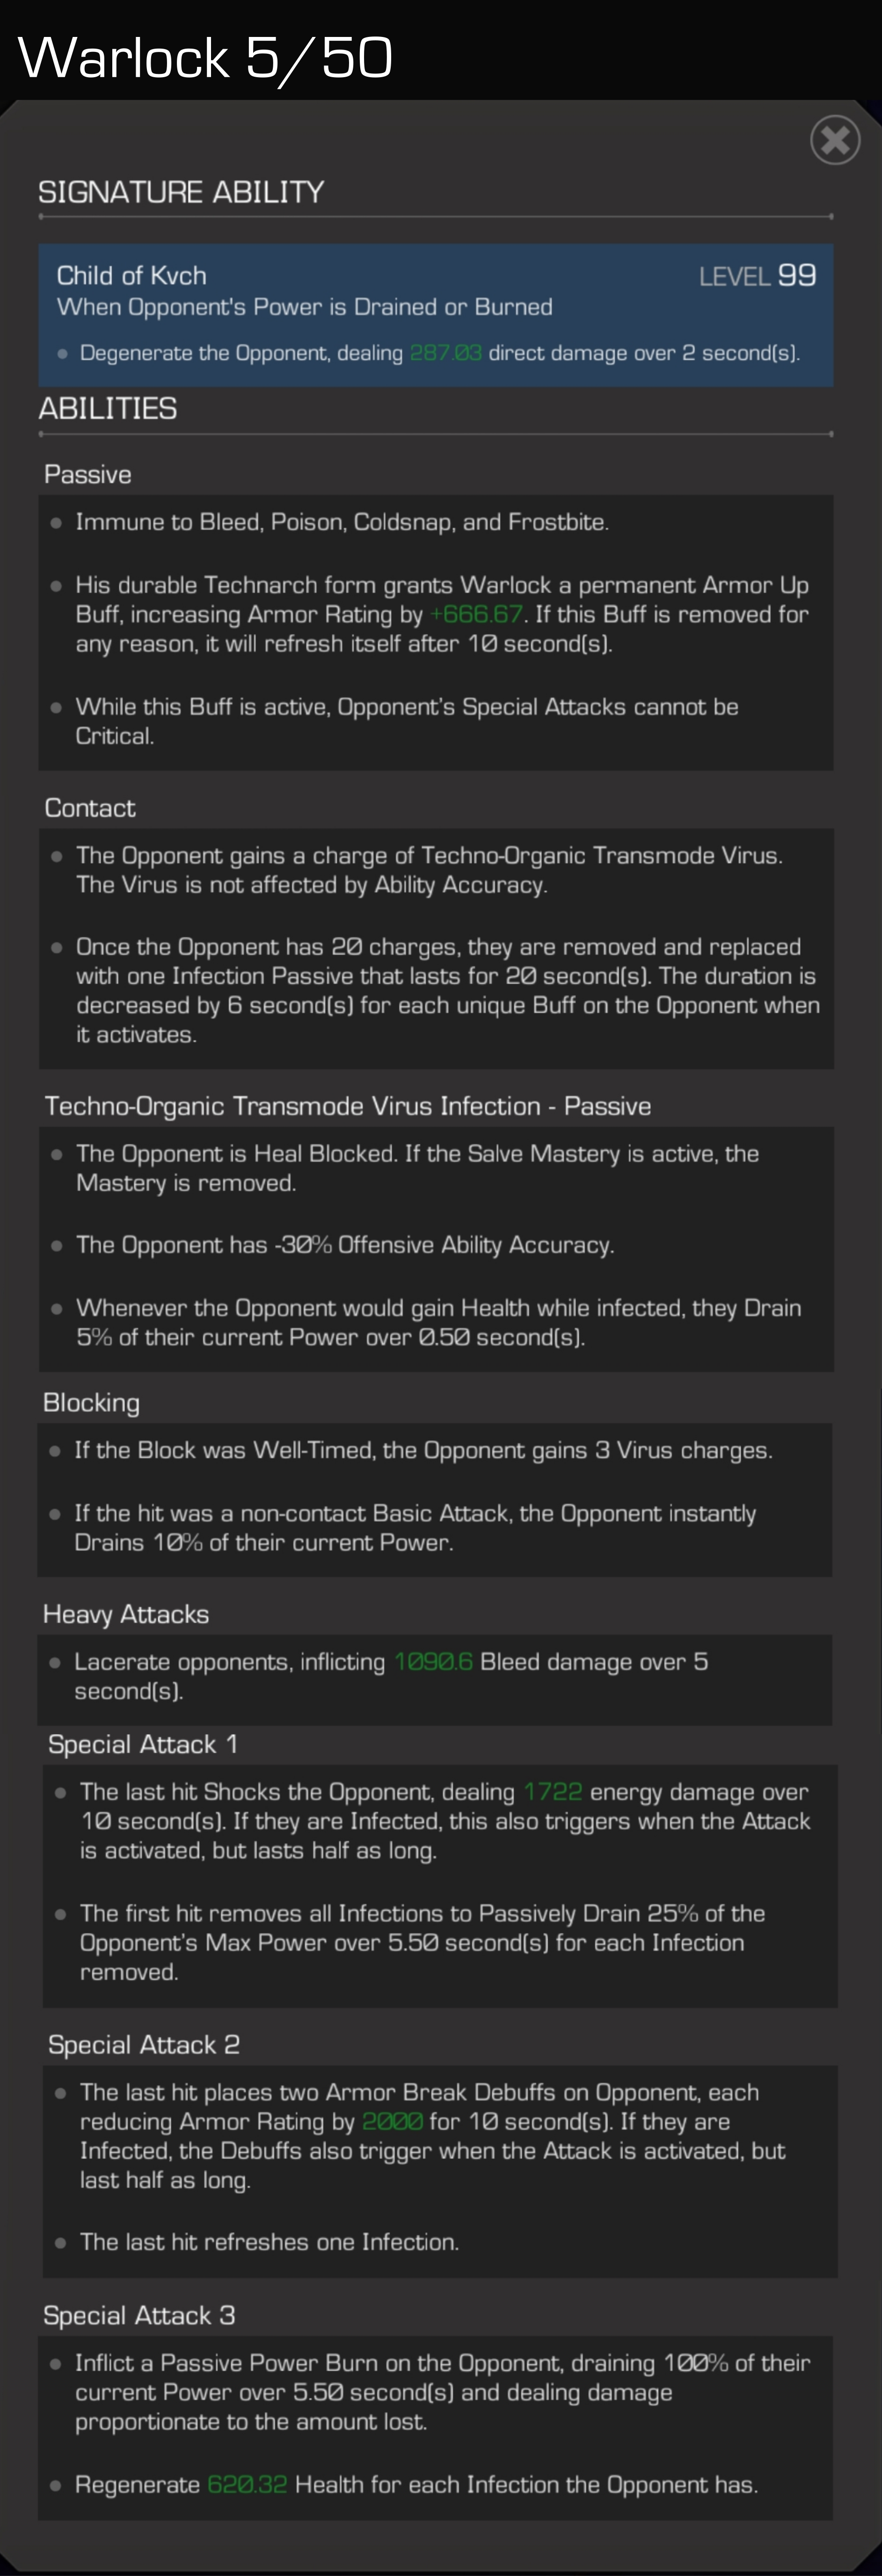 Warlock 5/50
SIGNATURE ABILITY
Child of Kvch LEVEL 99
When Opponent's Power is Drained or Burned
Degenerate the Opponent, dealing 287.03 direct damage over 2 second(s).
ABILITIES
Passive
Immune to Bleed, Poison, Coldsnap, and Frostbite.
His durable Technarch form grants Warlock a permanent Armor Up
Buff, increasing Armor Rating by +666.67. If this Buff is removed for
any reason, it will refresh itself after 10 second(s).
While this Buff is active, Opponent's Special Attacks cannot be
Critical.
Contact
The Opponent gains a charge of Techno-Organic Transmode Virus.
The Virus is not affected by Ability Accuracy.
Once the Opponent has 20 charges, they are removed and replaced
with one Infection Passive that lasts for 20 second(s). The duration is
decreased by 6 second(s) for each unique Buff on the Opponent when
it activates.
Techno-Organic Transmode Virus Infection - Passive
The Opponent is Heal Blocked. If the Salve Mastery is active, the
Mastery is removed.
The Opponent has -30% Offensive Ability Accuracy.
Whenever the Opponent would gain Health while infected, they Drain
5% of their current Power over 0.50 second(s).
Blocking
If the Block was Well-Timed, the Opponent gains 3 Virus charges.
If the hit was a non-contact Basic Attack, the Opponent instantly
Drains 10% of their current Power.
Heavy Attacks
Lacerate opponents, inflicting 1090.6 Bleed damage over 5
second(s).
Special Attack 1
The last hit Shocks the Opponent, dealing 1722 energy damage over
10 second(s). If they are Infected, this also triggers when the Attack
is activated, but lasts half as long.
The first hit removes all Infections to Passively Drain 25% of the
Opponent's Max Power over 5.50 second(s) for each Infection
removed.
Special Attack 2
The last hit places two Armor Break Debuffs on Opponent, each
reducing Armor Rating by 2000 for 10 second(s). If they are
Infected, the Debuffs also trigger when the Attack is activated, but
last half as long.
The last hit refreshes one Infection.
Special Attack 3
Inflict a Passive Power Burn on the Opponent, draining 100% of their
current Power over 5.50 second(s) and dealing damage
proportionate to the amount lost.
Regenerate 620.32 Health for each Infection the Opponent has.